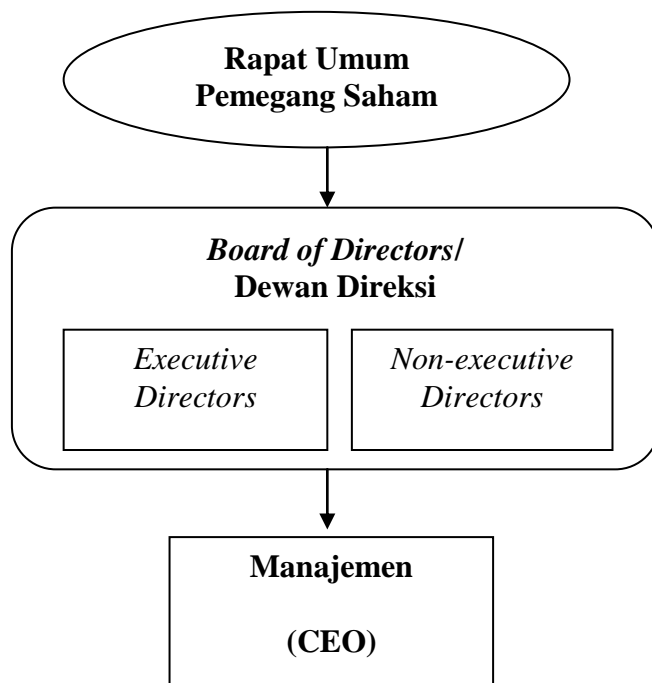 Rapat Umum
Pemegang Saham
Board of Directors/
Dewan Direksi
Executive
Directors
Non-executive
Directors
Manajemen
(CEO)